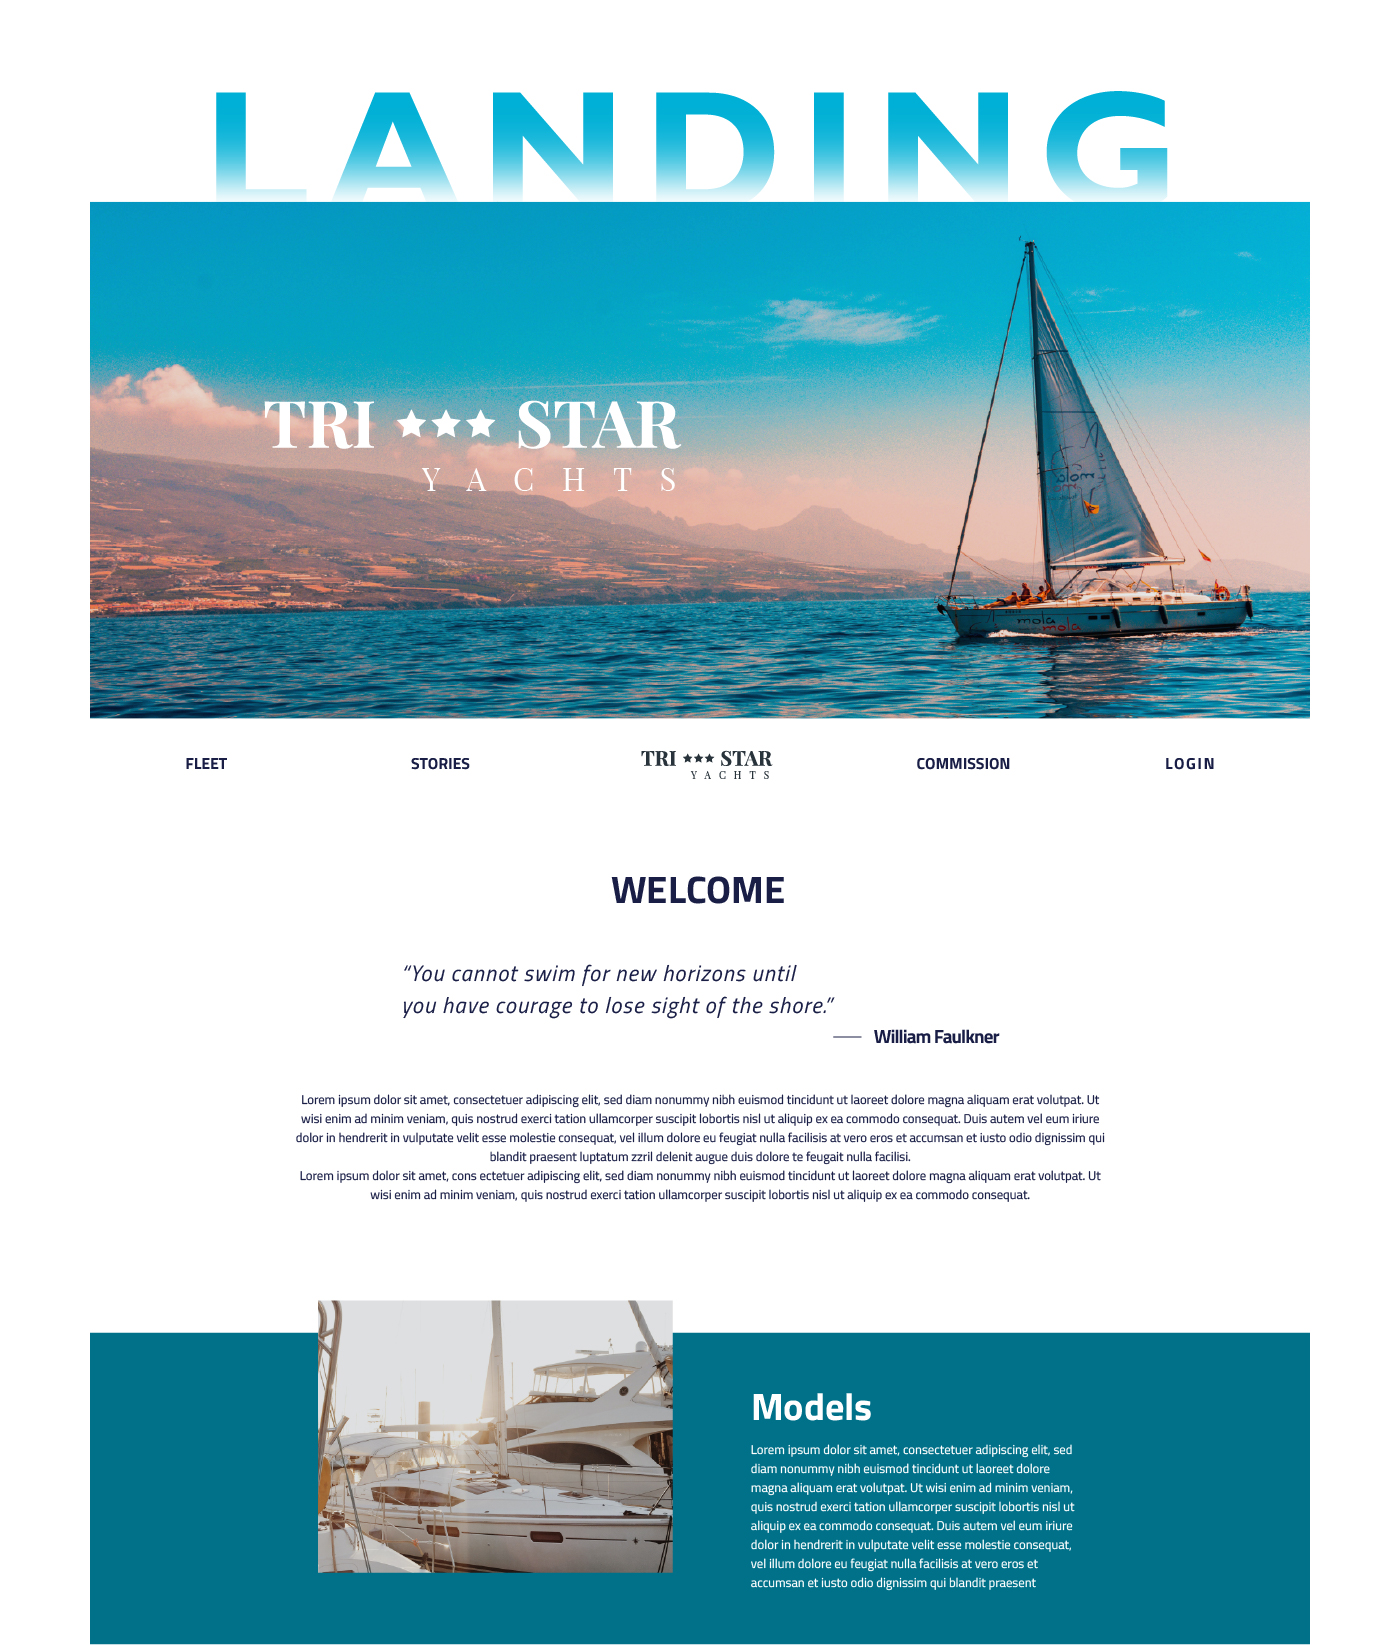 LANDING
TRI ★★★ STAR
YACHTS
mola
mola
FLEET
STORIES
TRI ★★★ STAR
YACHTS
COMMISSION
LOGIN
WELCOME
“You cannot swim for new horizons until
you have courage to lose sight of the shore.”
— William Faulkner
Lorem ipsum dolor sit amet, consectetuer adipiscing elit, sed diam nonummy nibh euismod tincidunt ut laoreet dolore magna aliquam erat volutpat. Ut
wisi enim ad minim veniam, quis nostrud exerci tation ullamcorper suscipit lobortis nisl ut aliquip ex ea commodo consequat. Duis autem vel eum iriure
dolor in hendrerit in vulputate velit esse molestie consequat, vel illum dolore eu feugiat nulla facilisis at vero eros et accumsan et iusto odio dignissim qui
blandit praesent luptatum zzril delenit augue duis dolore te feugait nulla facilisi.
Lorem ipsum dolor sit amet, cons ectetuer adipiscing elit, sed diam nonummy nibh euismod tincidunt ut laoreet dolore magna aliquam erat volutpat. Ut
wisi enim ad minim veniam, quis nostrud exerci tation ullamcorper suscipit lobortis nisl ut aliquip ex ea commodo consequat.
Models
Lorem ipsum dolor sit amet, consectetuer adipiscing elit, sed
diam nonummy nibh euismod tincidunt ut laoreet dolore
magna aliquam erat volutpat. Ut wisi enim ad minim veniam,
quis nostrud exerci tation ullamcorper suscipit lobortis nisl ut
aliquip ex ea commodo consequat. Duis autem vel eum iriure
dolor in hendrerit in vulputate velit esse molestie consequat,
vel illum dolore eu feugiat nulla facilisis at vero eros et
accumsan et iusto odio dignissim qui blandit praesent